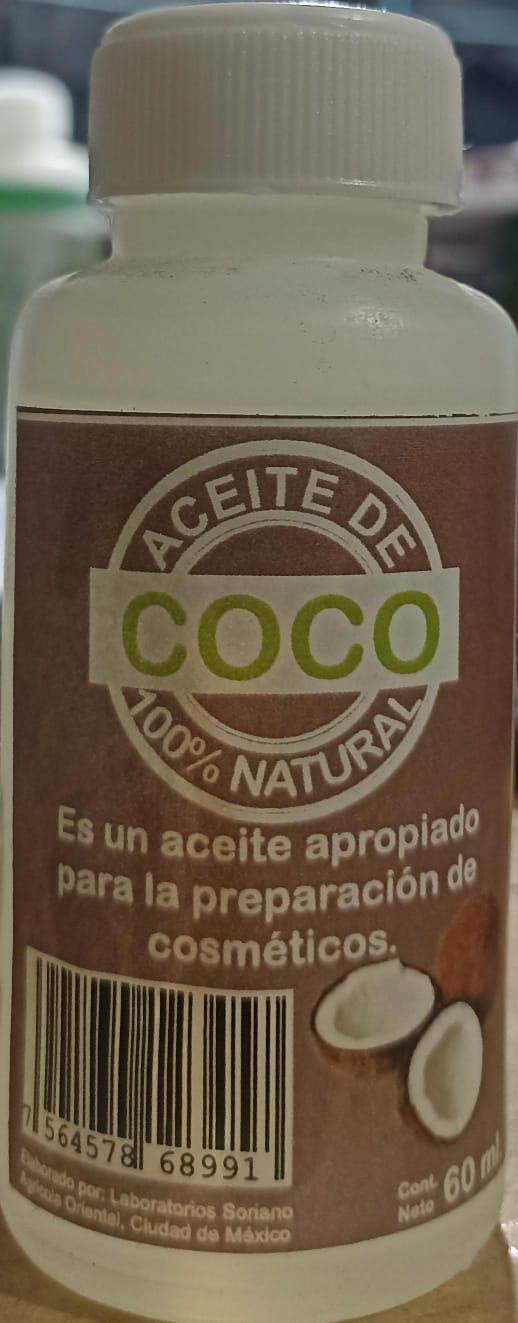 ACEITE DE
COCO
100% NATURAL
Es un aceite apropiado
para la preparación de
cosméticos.
7 564578 68991
Elaborado por: Laboratorios Soriano
Agrícola Oriental, Ciudad de México
Cont.
Neto
60 ml.